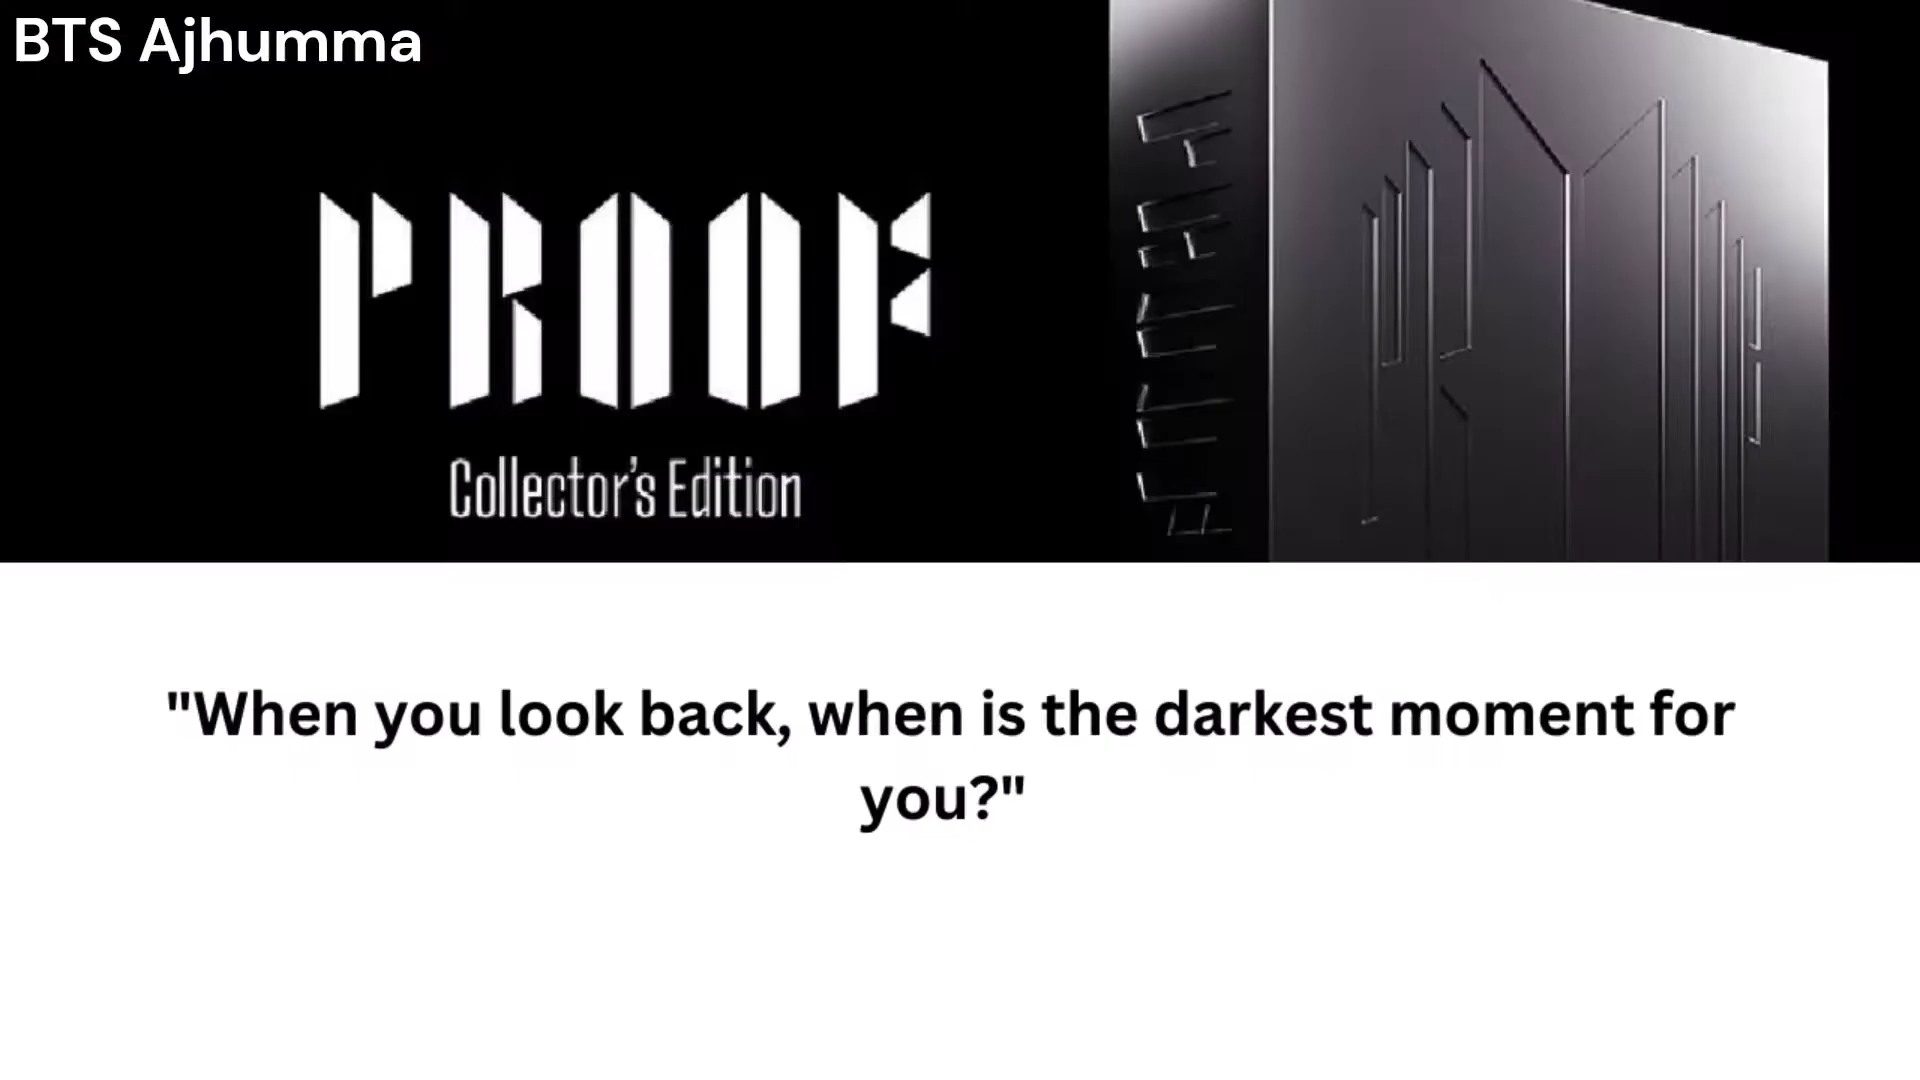 BTS Ajhumma
PROOF
Collector's Edition
"When you look back, when is the darkest moment for
you?"